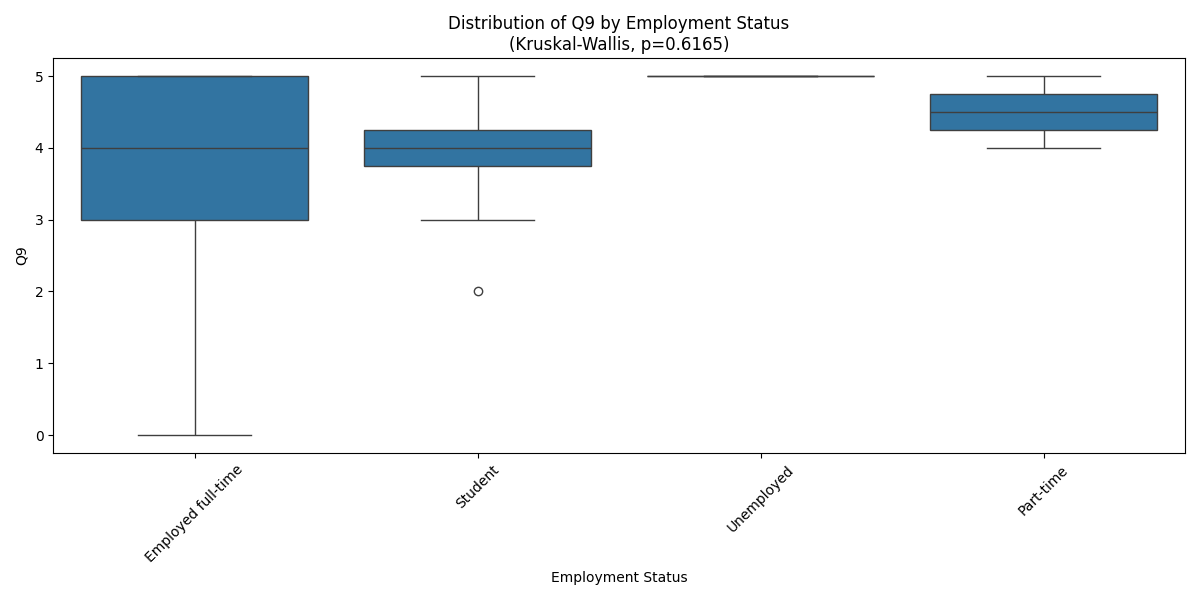 Distribution of Q9 by Employment Status
(Kruskal-Wallis, p=0.6165)
Q9
5
4
3
2
1
0
Employed full-time
Student
Unemployed
Part-time
Employment Status